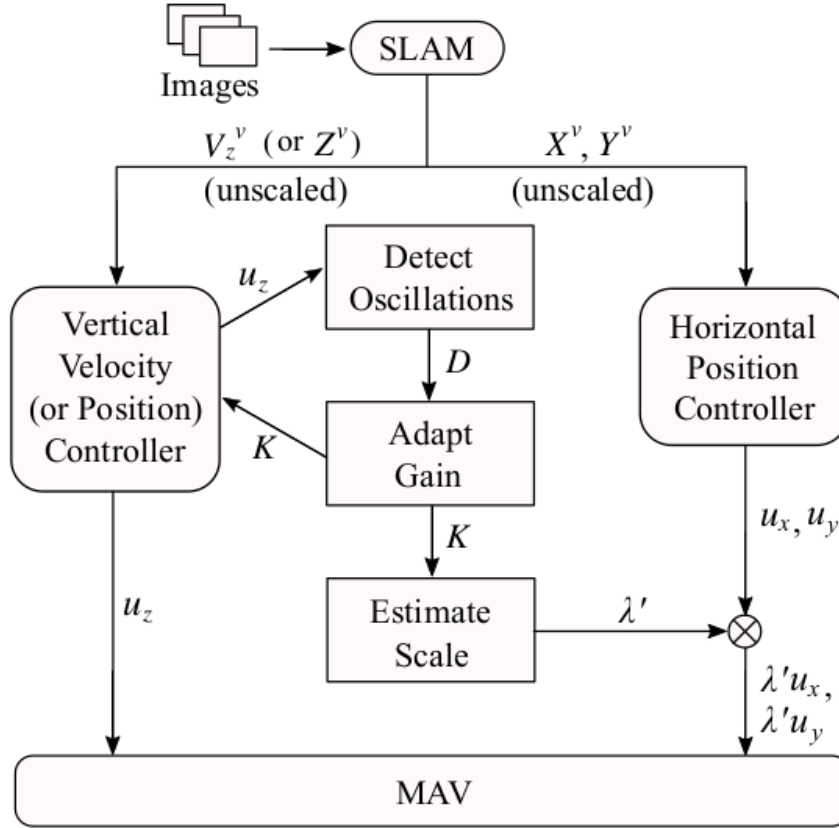 SLAM
Images
V_z^v (or Z^v)
(unscaled)
X^v, Y^v
(unscaled)
u_z
Detect
Oscillations
Vertical
Velocity
(or Position)
Controller
Horizontal
Position
Controller
D
K
Adapt
Gain
K
u_x, u_y
u_z
Estimate
Scale
λ'
λ'u_x,
λ'u_y
MAV